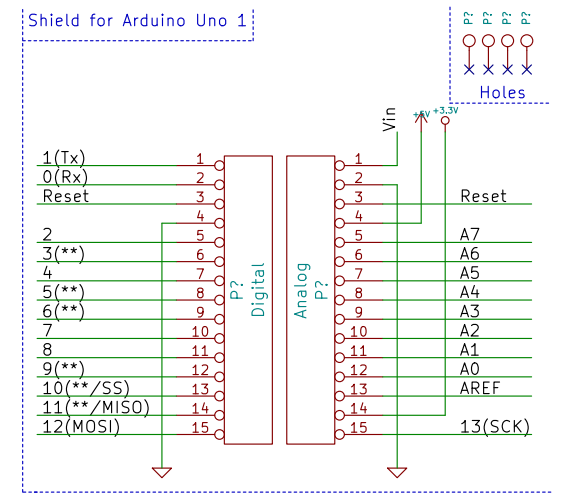 Shield for Arduino Uno 1
P? P? P? P?
Holes
Vin
+5V
+3.3V
1(Tx) 1 1
0(Rx) 2 2
Reset 3 3 Reset
4 4
2 5 5 A7
3(**) 6 6 A6
4 7 7 A5
5(**) 8 8 A4
6(**) 9 9 A3
7 10 10 A2
8 11 11 A1
9(**) 12 12 A0
10(**/SS) 13 13 AREF
11(**/MISO) 14 14
12(MOSI) 15 15 13(SCK)
P?
Digital
Analog
P?